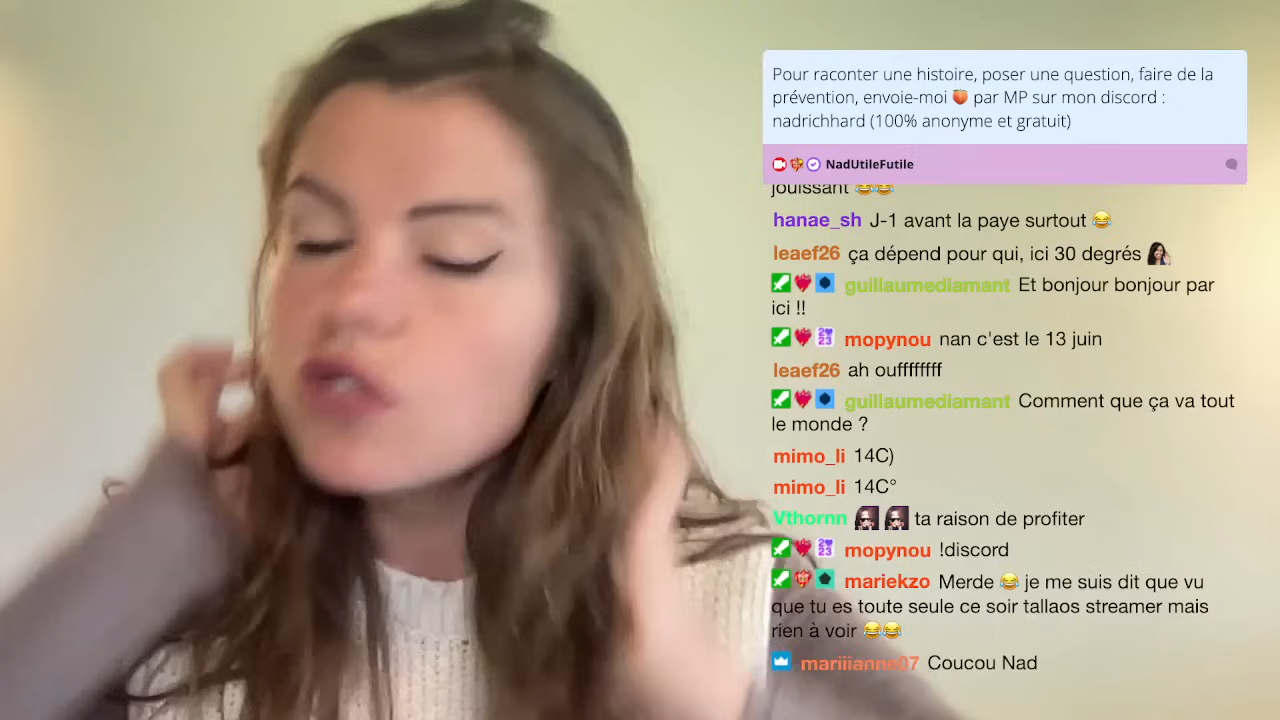 Pour raconter une histoire, poser une question, faire de la
prévention, envoie-moi 🍑 par MP sur mon discord :
nadrichhard (100% anonyme et gratuit)
NadUtileFutile
jouissant 😂😂
hanae_sh J-1 avant la paye surtout 😂
leaef26 ça dépend pour qui, ici 30 degrés
guillaumediamant Et bonjour bonjour par
ici !!
mopynou nan c'est le 13 juin
leaef26 ah ouffffffff
guillaumediamant Comment que ça va tout
le monde ?
mimo_li 14C)
mimo_li 14C°
Vthornn ta raison de profiter
mopynou !discord
mariekzo Merde 😂 je me suis dit que vu
que tu es toute seule ce soir tallaos streamer mais
rien à voir 😂😂
mariiianne07 Coucou Nad